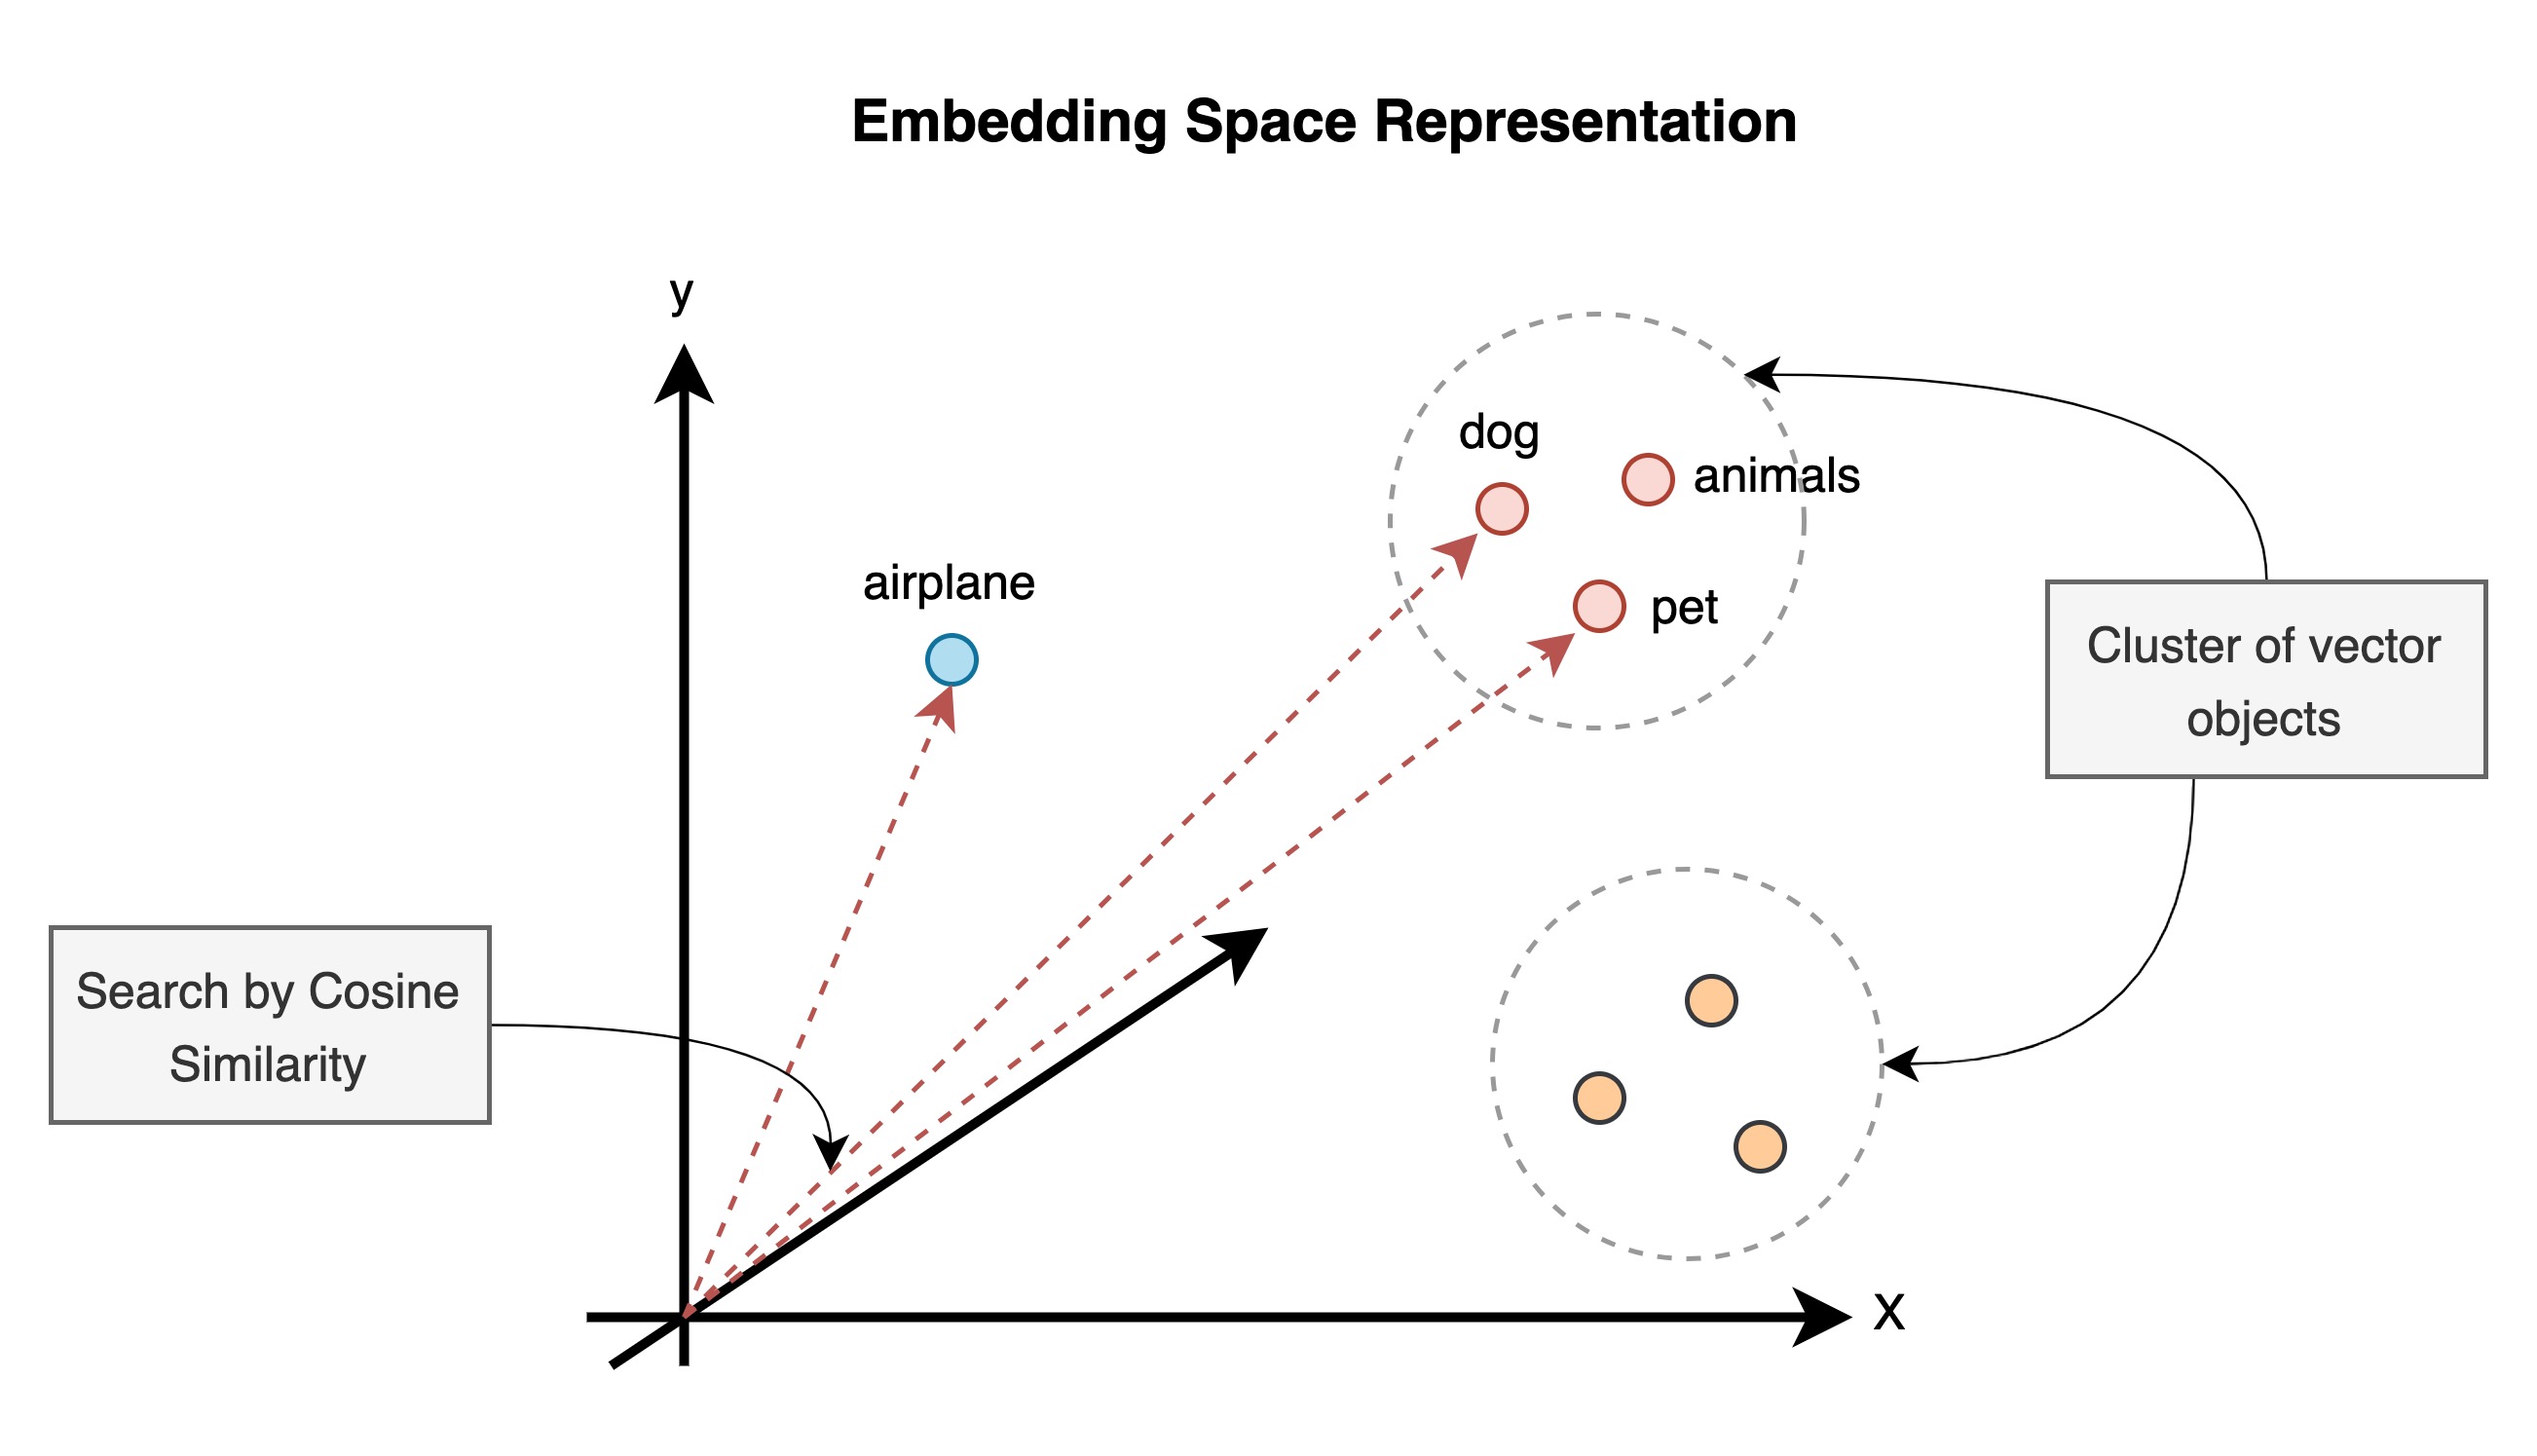 Embedding Space Representation
y
dog
animals
airplane
pet
Cluster of vector
objects
Search by Cosine
Similarity
X